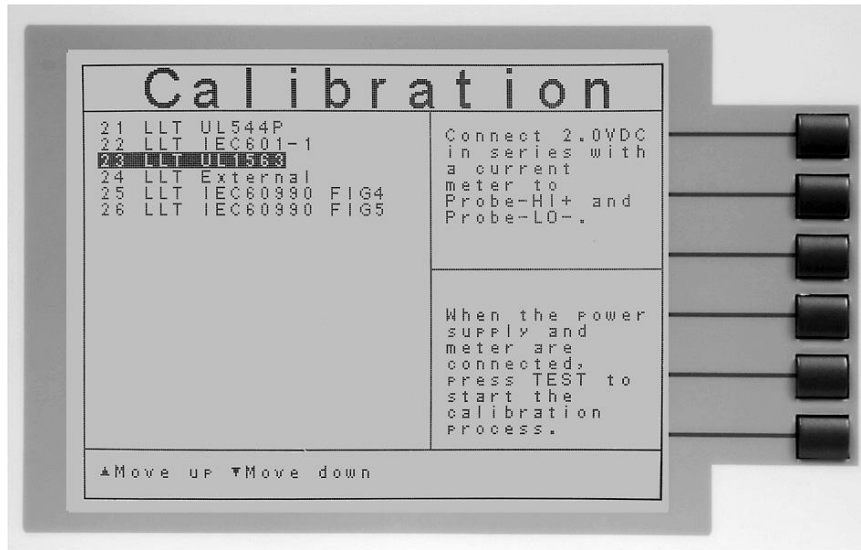 Calibration
21 LLT UL544P
22 LLT IEC601-1
23 LLT UL1563
24 LLT External
25 LLT IEC60990 FIG4
26 LLT IEC60990 FIG5
Connect 2.0VDC
in series with
a current
meter to
Probe-HI+ and
Probe-LO-.
When the power
supply and
meter are
connected,
press TEST to
start the
calibration
process.
▲Move up ▼Move down